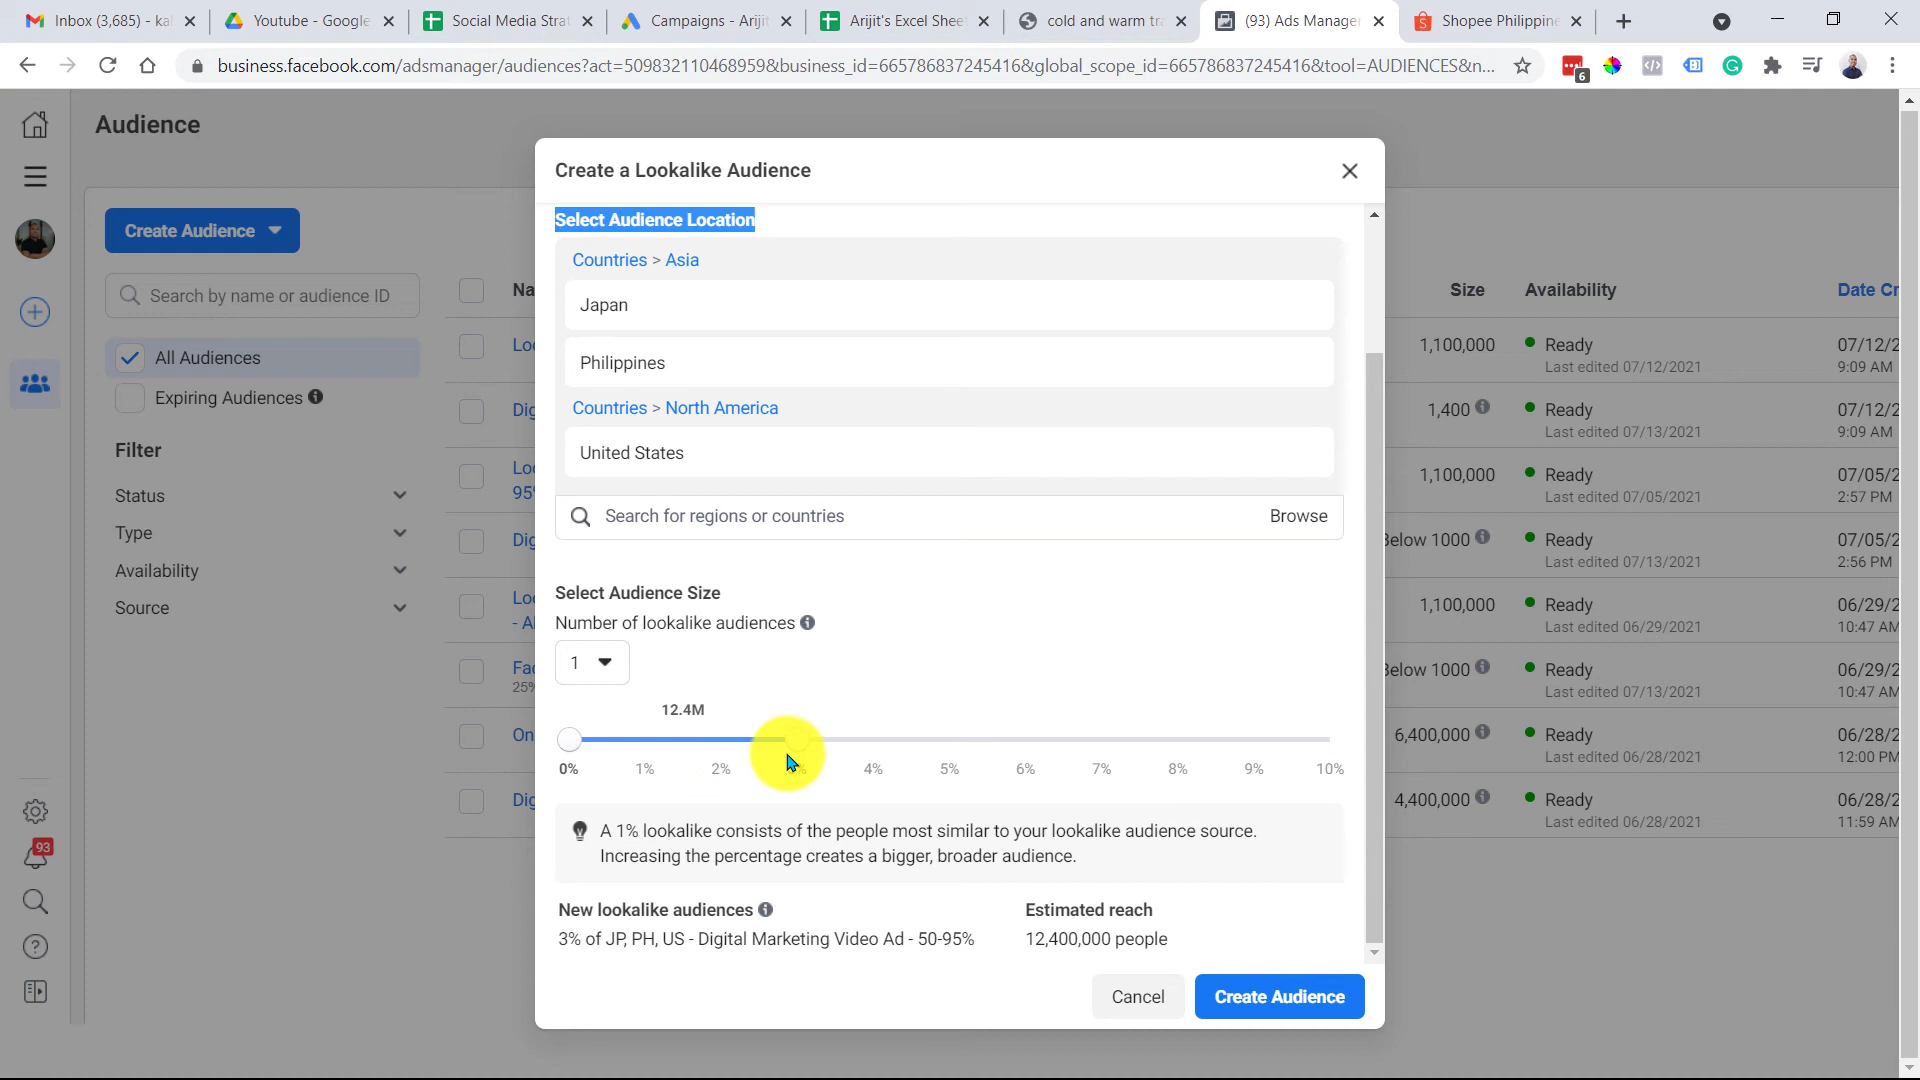 Inbox (3,685) - ka
Youtube - Google
Social Media Strat
Campaigns - Arijit
Arijit's Excel Sheet
cold and warm tra
(93) Ads Manager
Shopee Philippine
business.facebook.com/adsmanager/audiences?act=509832110468959&business_id=665786837245416&global_scope_id=665786837245416&tool=AUDIENCES&n...
6
Audience
Create Audience
Search by name or audience ID
All Audiences
Expiring Audiences
Filter
Status
Type
Availability
Source
93
Na
Size
Availability
Date Cr
Loo
1,100,000
Ready
07/12/2
Last edited 07/12/2021
9:09 AM
Dig
1,400
Ready
07/12/2
Last edited 07/13/2021
9:09 AM
Loo
95%
1,100,000
Ready
07/05/2
Last edited 07/05/2021
2:57 PM
Dig
Below 1000
Ready
07/05/2
Last edited 07/13/2021
2:56 PM
Loo
- Al
1,100,000
Ready
06/29/2
Last edited 06/29/2021
10:47 AM
Fac
25%
Below 1000
Ready
06/29/2
Last edited 07/13/2021
10:47 AM
On
6,400,000
Ready
06/28/2
Last edited 06/28/2021
12:00 PM
Dig
4,400,000
Ready
06/28/2
Last edited 06/28/2021
11:59 AM
Create a Lookalike Audience
Select Audience Location
Countries > Asia
Japan
Philippines
Countries > North America
United States
Search for regions or countries
Browse
Select Audience Size
Number of lookalike audiences
1
12.4M
0% 1% 2% 3% 4% 5% 6% 7% 8% 9% 10%
A 1% lookalike consists of the people most similar to your lookalike audience source.
Increasing the percentage creates a bigger, broader audience.
New lookalike audiences
Estimated reach
3% of JP, PH, US - Digital Marketing Video Ad - 50-95%
12,400,000 people
Cancel
Create Audience